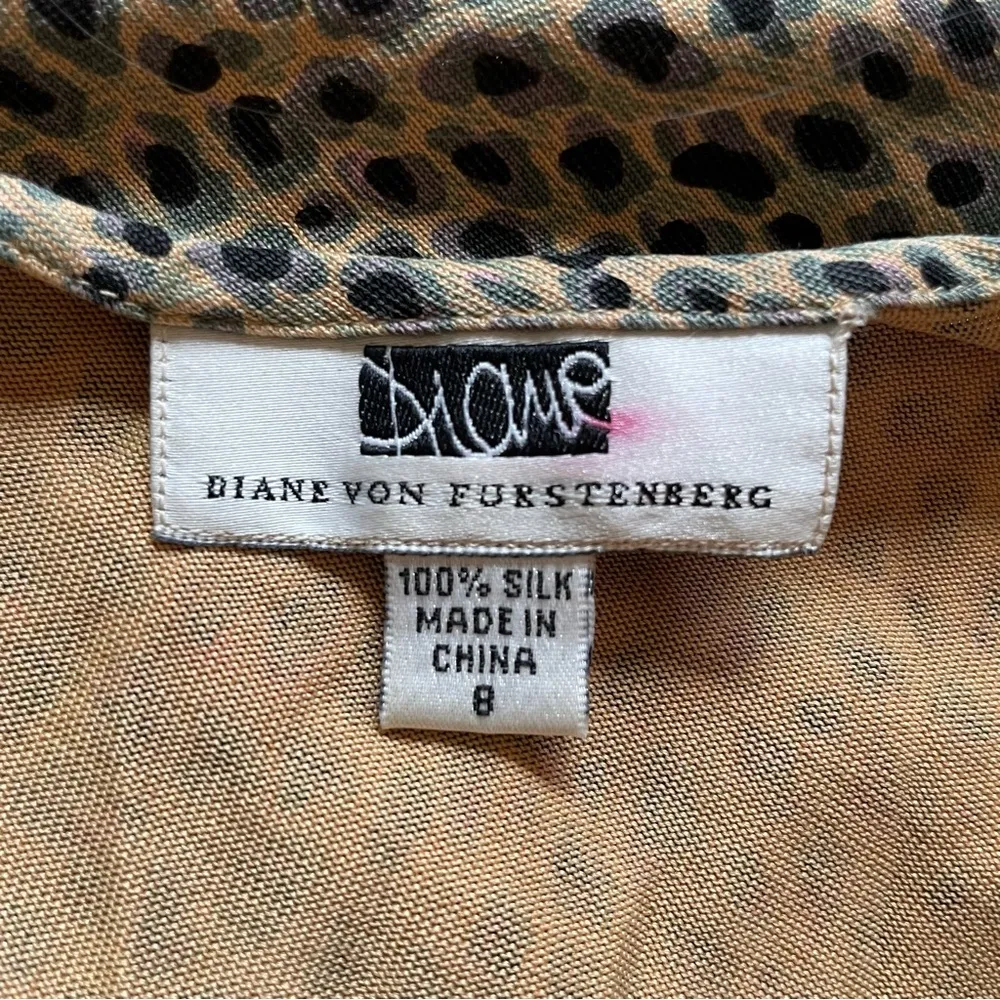 Diane
DIANE VON FURSTENBERG
100% SILK
MADE IN
CHINA
8